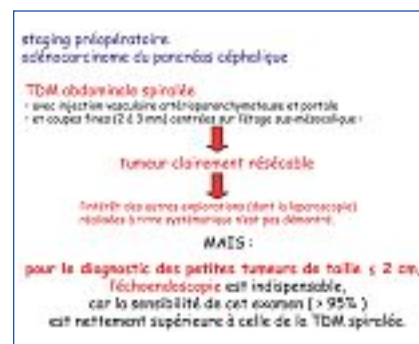 staging préopératoire
adénocarcinome du pancréas céphalique
TDM abdominale spiralée
- avec injection vasculaire artérioparenchymateuse et portale
- et coupes fines (2 à 3 mm) centrées sur l'étage sus-mésocolique :
tumeur clairement résécable
l'intérêt des autres explorations (dont la laparoscopie)
réalisées à titre systématique n'est pas démontré.
MAIS :
pour le diagnostic des petites tumeurs de taille ≤ 2 cm,
l'échoendoscopie est indispensable,
car la sensibilité de cet examen ( > 95% )
est nettement supérieure à celle de la TDM spiralée.